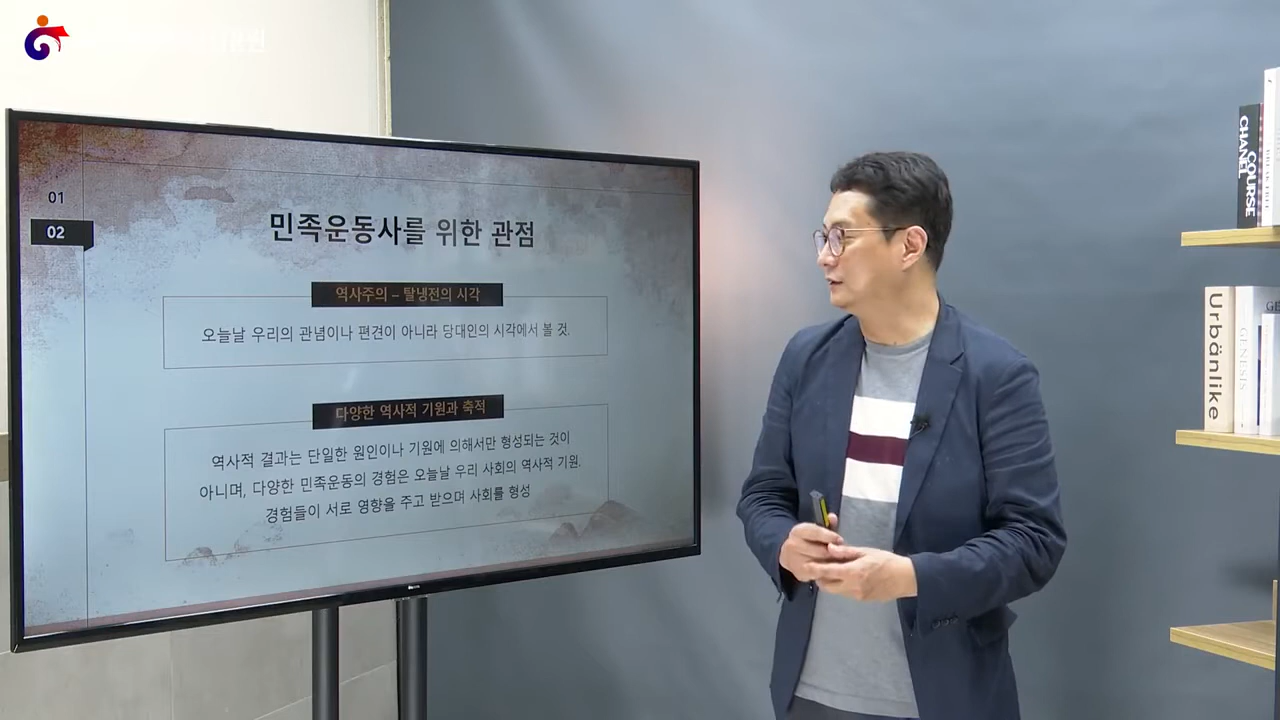 01
02
민족운동사를 위한 관점
역사주의 – 탈냉전의 시각
오늘날 우리의 관념이나 편견이 아니라 당대인의 시각에서 볼 것.
다양한 역사적 기원과 축적
역사적 결과는 단일한 원인이나 기원에 의해서만 형성되는 것이
아니며, 다양한 민족운동의 경험은 오늘날 우리 사회의 역사적 기원.
경험들이 서로 영향을 주고 받으며 사회를 형성
COURSE
CHANEL
Urbänlike
GENESIS